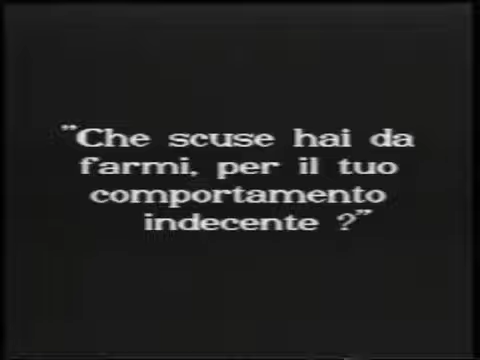 ”Che scuse hai da
farmi, per il tuo
comportamento
indecente ?”